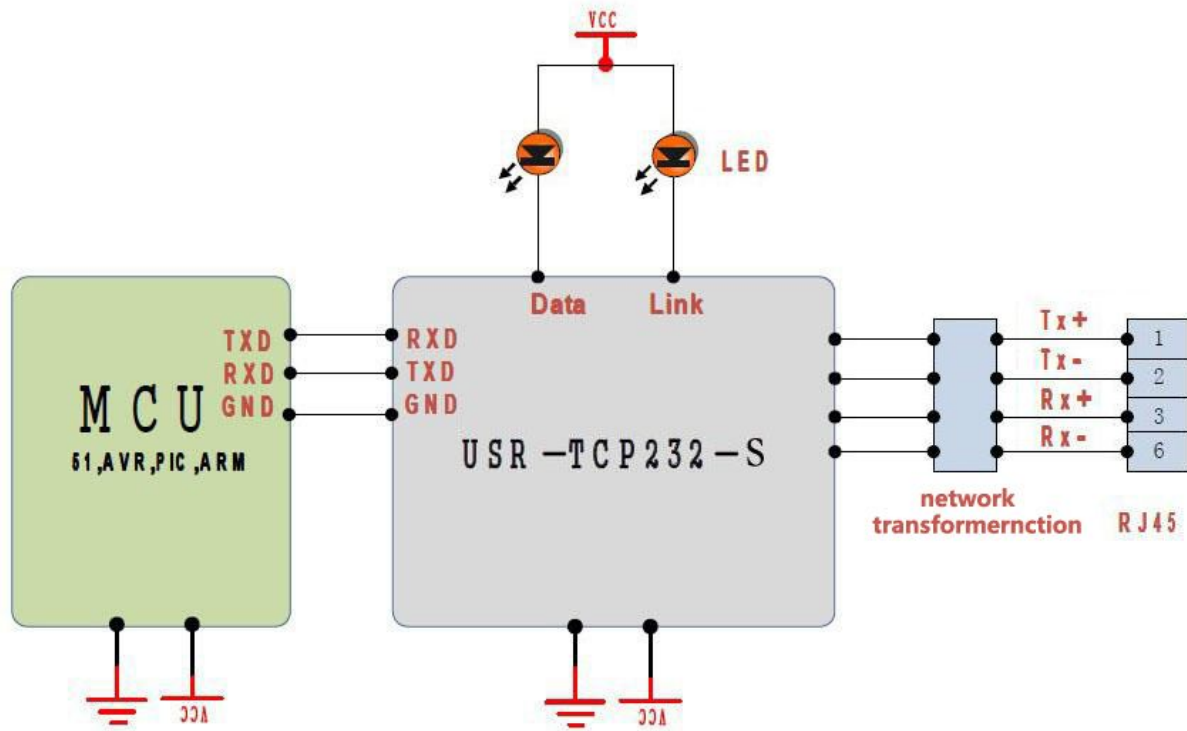 VCC
LED
Data Link
TXD RXD
RXD TXD
GND GND
MCU
51,AVR,PIC,ARM
USR-TCP232-S
Tx+ 1
Tx- 2
Rx+ 3
Rx- 6
network
transformernction
RJ45
VCC
VCC